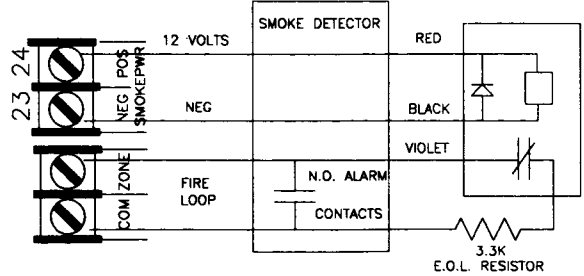 SMOKE DETECTOR
12 VOLTS
RED
24
POS
SMOKEPWR
23
NEG
NEG
BLACK
VIOLET
ZONE
COM
FIRE
LOOP
N.O. ALARM
CONTACTS
3.3K
E.O.L. RESISTOR